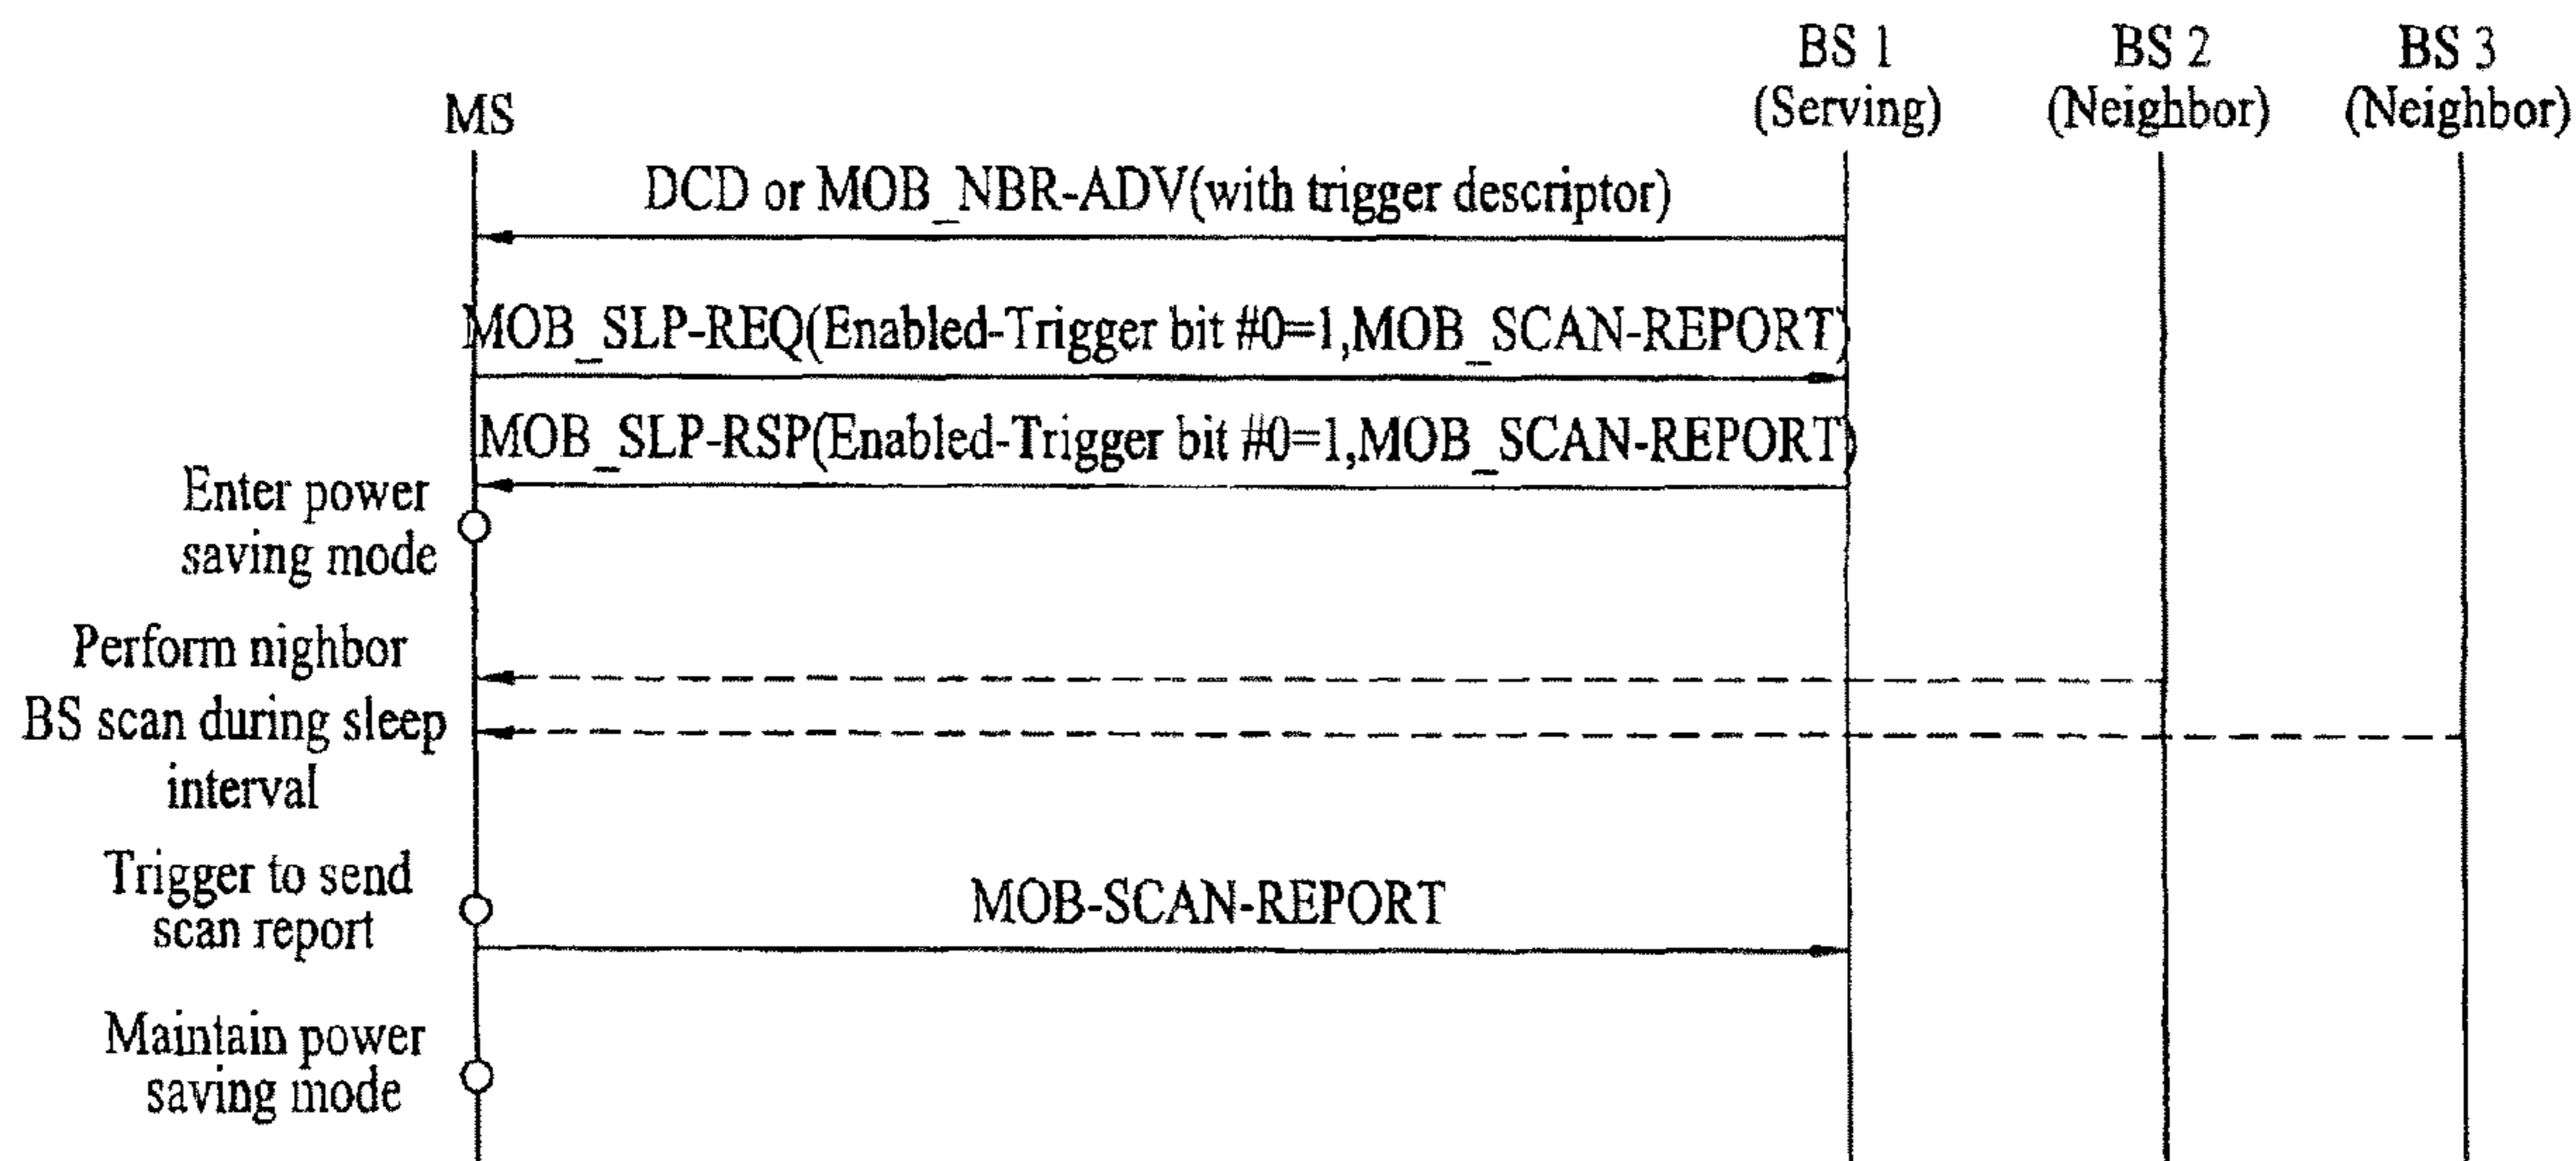 BS 1
(Serving)
BS 2
(Neighbor)
BS 3
(Neighbor)
MS
DCD or MOB_NBR-ADV(with trigger descriptor)
MOB_SLP-REQ(Enabled-Trigger bit #0=1,MOB_SCAN-REPORT)
MOB_SLP-RSP(Enabled-Trigger bit #0=1,MOB_SCAN-REPORT)
Enter power
saving mode
Perform nighbor
BS scan during sleep
interval
Trigger to send
scan report
MOB-SCAN-REPORT
Maintain power
saving mode